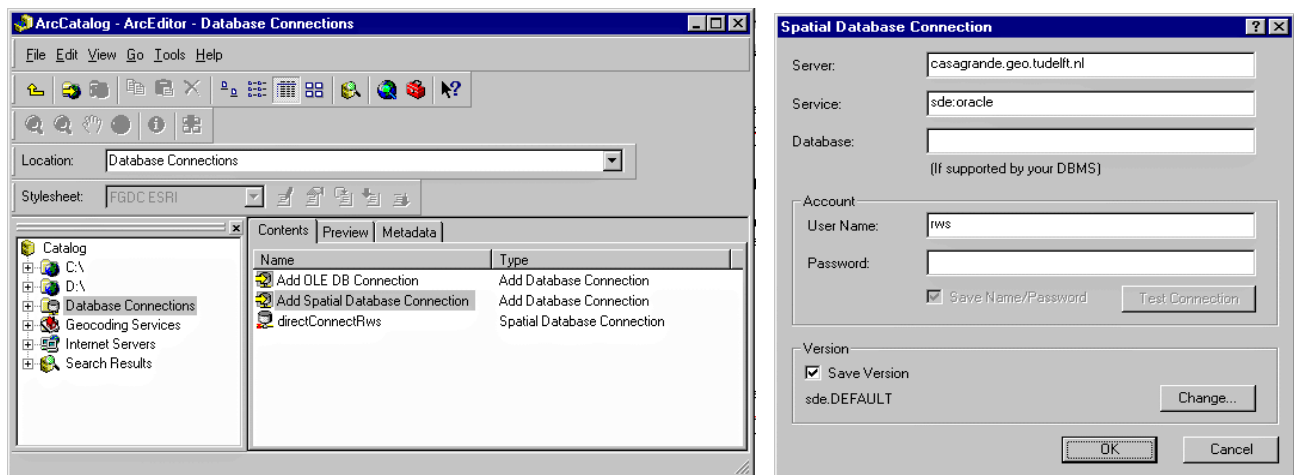 ArcCatalog - ArcEditor - Database Connections
File Edit View Go Tools Help
Location: Database Connections
Stylesheet: FGDC ESRI
Catalog
C:\
D:\
Database Connections
Geocoding Services
Internet Servers
Search Results
Contents Preview Metadata
Name Type
Add OLE DB Connection Add Database Connection
Add Spatial Database Connection Add Database Connection
directConnectRws Spatial Database Connection
Spatial Database Connection
Server: casagrande.geo.tudelft.nl
Service: sde:oracle
Database:
(If supported by your DBMS)
Account
User Name: rws
Password:
Save Name/Password Test Connection
Version
Save Version
sde.DEFAULT Change...
OK Cancel